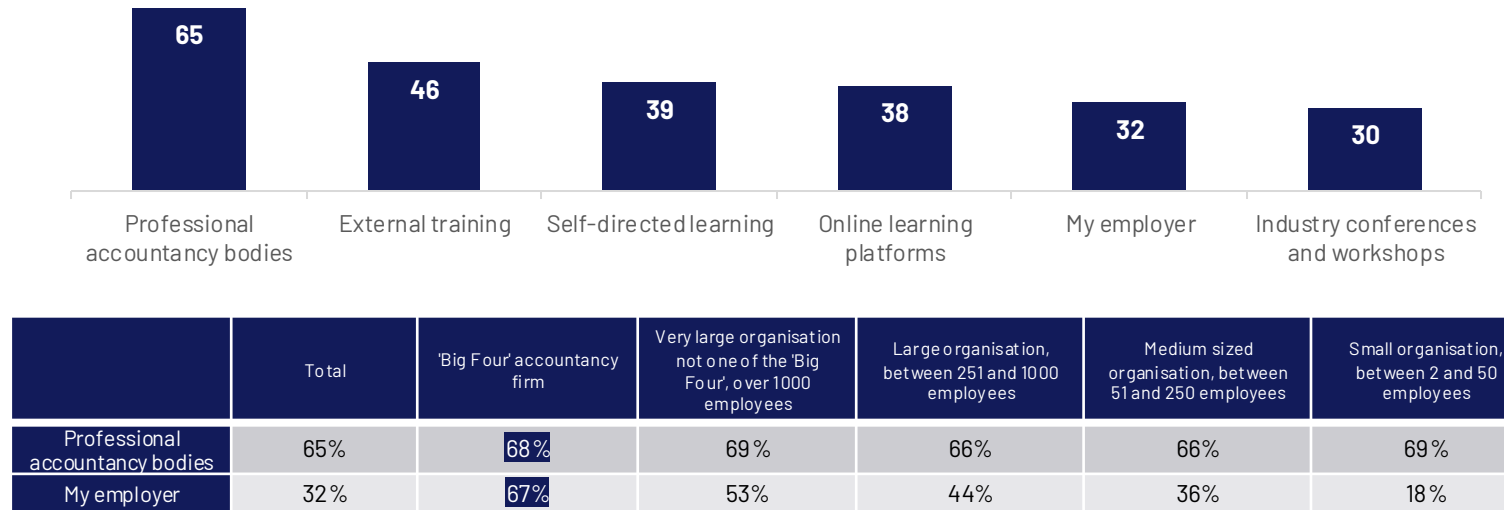 65
46
39
38
32
30
Professional
accountancy bodies
External training
Self-directed learning
Online learning
platforms
My employer
Industry conferences
and workshops
Total
'Big Four' accountancy
firm
Very large organisation
not one of the 'Big
Four', over 1000
employees
Large organisation,
between 251 and 1000
employees
Medium sized
organisation, between
51 and 250 employees
Small organisation,
between 2 and 50
employees
Professional
accountancy bodies
65%
68%
69%
66%
66%
69%
My employer
32%
67%
53%
44%
36%
18%